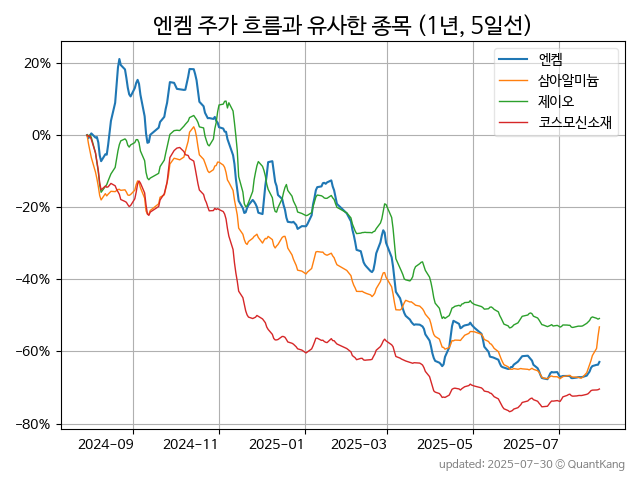 엔켐 주가 흐름과 유사한 종목 (1년, 5일선)
엔켐
삼아알미늄
제이오
코스모신소재
20%
0%
−20%
−40%
−60%
−80%
2024-09 2024-11 2025-01 2025-03 2025-05 2025-07
updated: 2025-07-30 © QuantKang